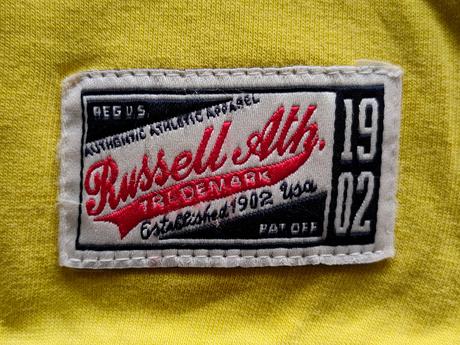 REG U.S.
AUTHENTIC ATHLETIC APPAREL
Russell Ath.
TRADEMARK
Established 1902 Usa
PAT OFF
19
02